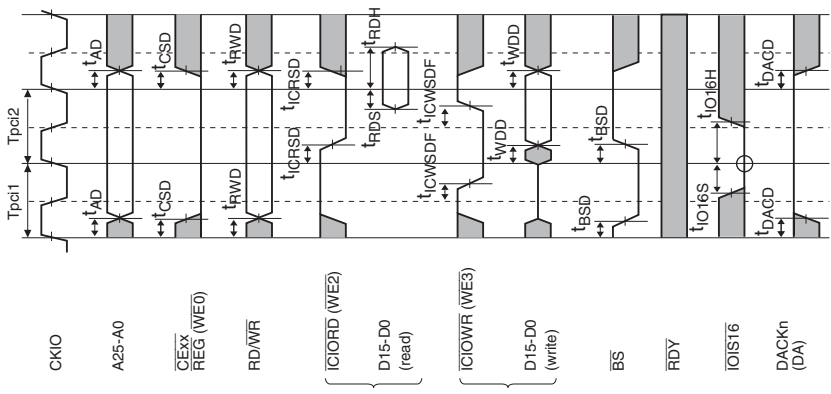 Tpci1 Tpci2
CKIO
tAD tAD
A25-A0
tCSD tCSD
CExx
REG (WE0)
tRWD tRWD
RD/WR
tICRSD tICRSD
ICIORD (WE2)
tRDS tRDH
D15-D0
(read)
tICWSDF tICWSDF
ICIOWR (WE3)
tWDD tWDD
D15-D0
(write)
tBSD tBSD
BS
RDY
tIO16S tIO16H
IOIS16
tDACD tDACD
DACKn
(DA)